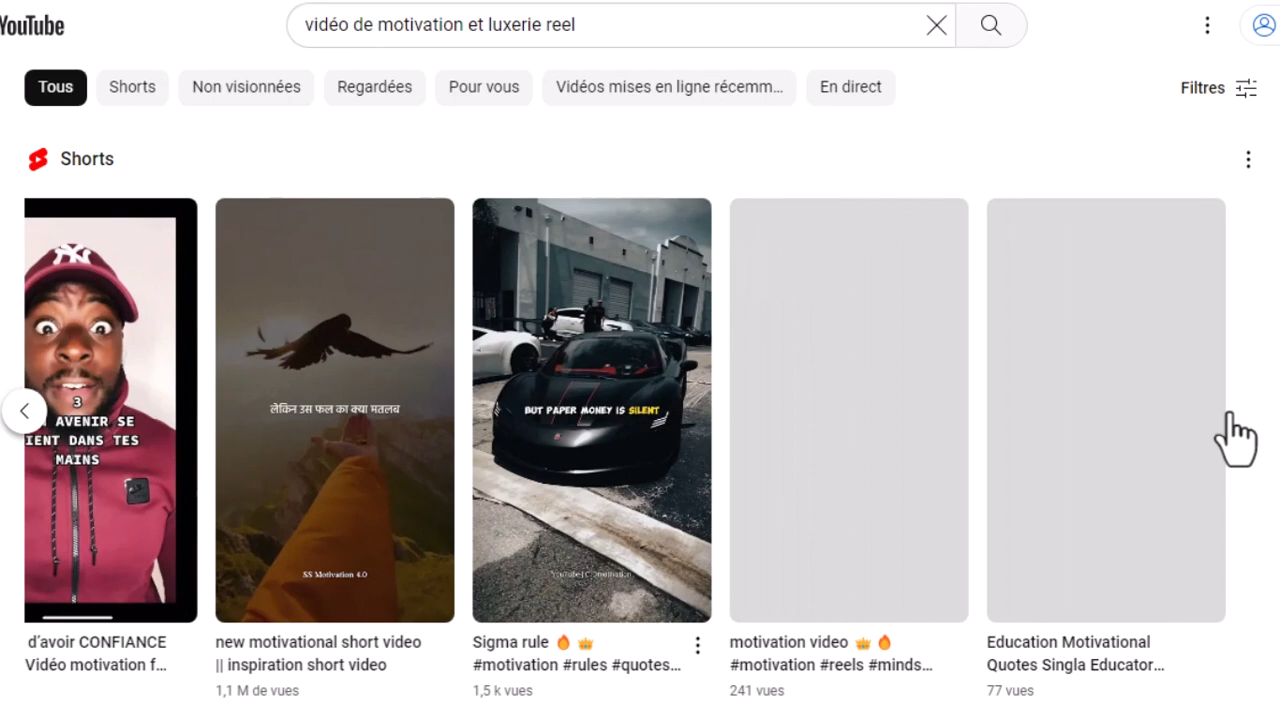 YouTube
vidéo de motivation et luxerie reel
Tous
Shorts
Non visionnées
Regardées
Pour vous
Vidéos mises en ligne récemm...
En direct
Filtres
Shorts
3
AVENIR SE
IENT DANS TES
MAINS
लेकिन उस फल का क्या मतलब
SS Motivation 4.0
BUT PAPER MONEY IS SILENT
d'avoir CONFIANCE
Vidéo motivation f...
new motivational short video
|| inspiration short video
1,1 M de vues
Sigma rule 🔥 👑
#motivation #rules #quotes...
1,5 k vues
motivation video 👑 🔥
#motivation #reels #minds...
241 vues
Education Motivational
Quotes Singla Educator...
77 vues